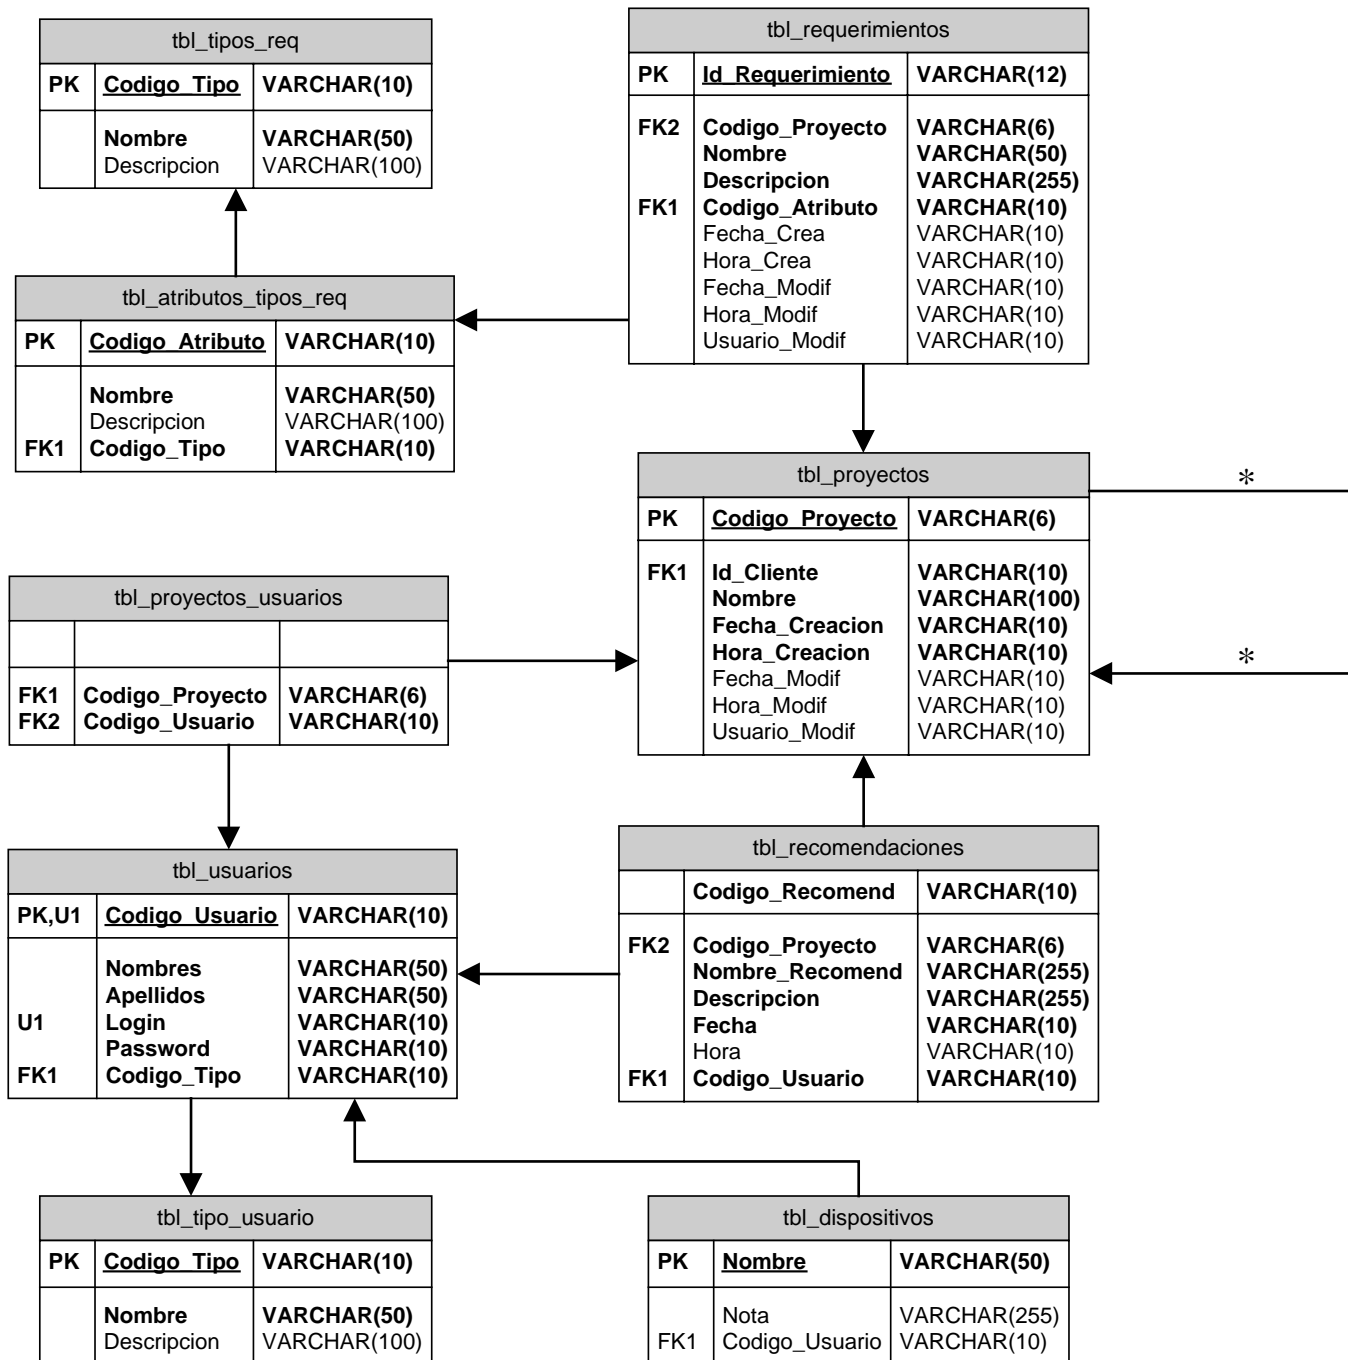 tbl_tipos_req
PK Codigo_Tipo VARCHAR(10)
Nombre VARCHAR(50)
Descripcion VARCHAR(100)
tbl_requerimientos
PK Id_Requerimiento VARCHAR(12)
FK2 Codigo_Proyecto VARCHAR(6)
Nombre VARCHAR(50)
Descripcion VARCHAR(255)
FK1 Codigo_Atributo VARCHAR(10)
Fecha_Crea VARCHAR(10)
Hora_Crea VARCHAR(10)
Fecha_Modif VARCHAR(10)
Hora_Modif VARCHAR(10)
Usuario_Modif VARCHAR(10)
tbl_atributos_tipos_req
PK Codigo_Atributo VARCHAR(10)
Nombre VARCHAR(50)
Descripcion VARCHAR(100)
FK1 Codigo_Tipo VARCHAR(10)
tbl_proyectos
PK Codigo_Proyecto VARCHAR(6)
FK1 Id_Cliente VARCHAR(10)
Nombre VARCHAR(100)
Fecha_Creacion VARCHAR(10)
Hora_Creacion VARCHAR(10)
Fecha_Modif VARCHAR(10)
Hora_Modif VARCHAR(10)
Usuario_Modif VARCHAR(10)
*
*
tbl_proyectos_usuarios
FK1 Codigo_Proyecto VARCHAR(6)
FK2 Codigo_Usuario VARCHAR(10)
tbl_usuarios
PK,U1 Codigo_Usuario VARCHAR(10)
Nombres VARCHAR(50)
Apellidos VARCHAR(50)
U1 Login VARCHAR(10)
Password VARCHAR(10)
FK1 Codigo_Tipo VARCHAR(10)
tbl_recomendaciones
Codigo_Recomend VARCHAR(10)
FK2 Codigo_Proyecto VARCHAR(6)
Nombre_Recomend VARCHAR(255)
Descripcion VARCHAR(255)
Fecha VARCHAR(10)
Hora VARCHAR(10)
FK1 Codigo_Usuario VARCHAR(10)
tbl_tipo_usuario
PK Codigo_Tipo VARCHAR(10)
Nombre VARCHAR(50)
Descripcion VARCHAR(100)
tbl_dispositivos
PK Nombre VARCHAR(50)
Nota VARCHAR(255)
FK1 Codigo_Usuario VARCHAR(10)